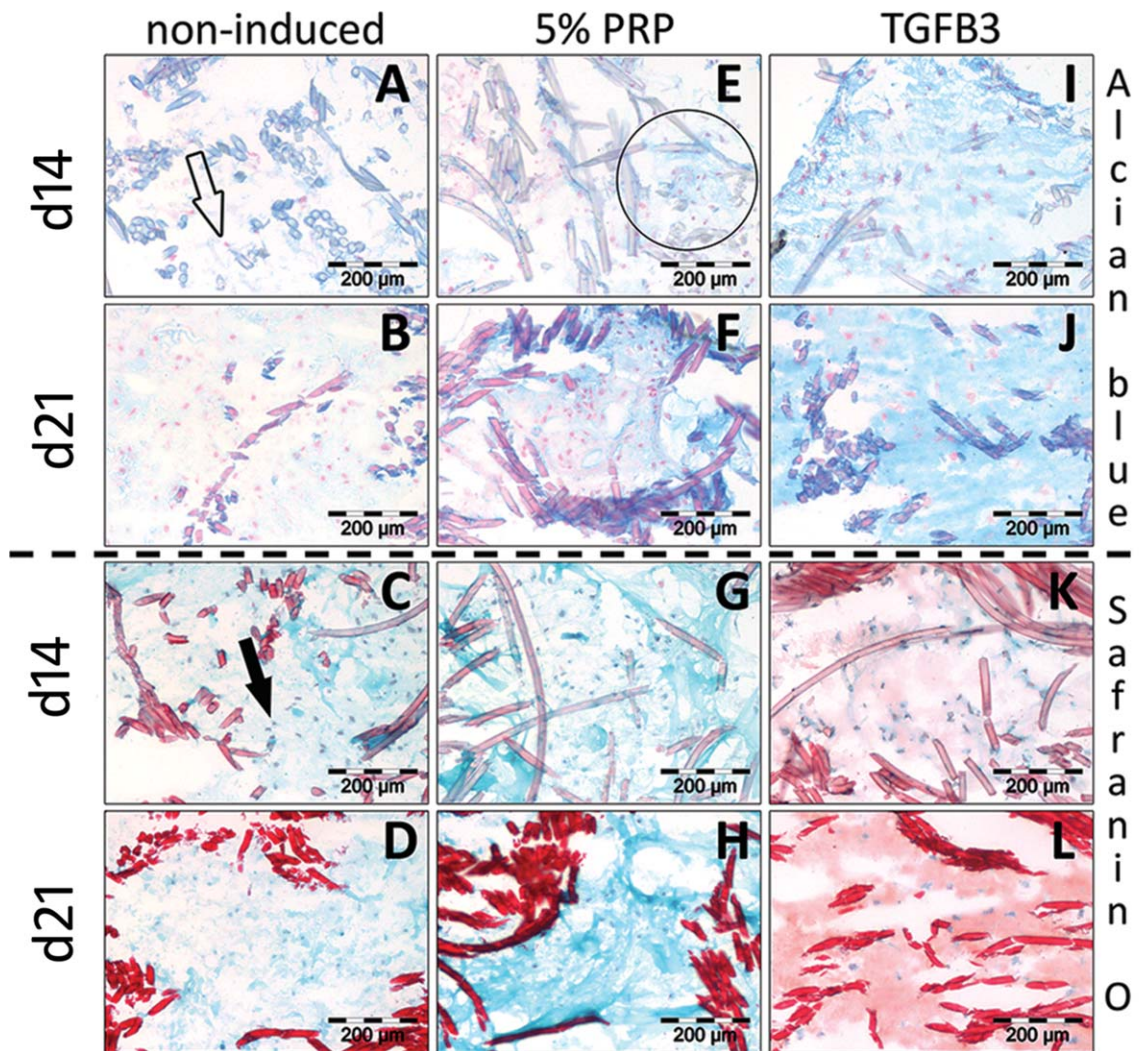 non-induced 5% PRP TGFB3
d14
A E I
200 µm 200 µm 200 µm
d21
B F J
200 µm 200 µm 200 µm
Alcian blue
d14
C G K
200 µm 200 µm 200 µm
d21
D H L
200 µm 200 µm 200 µm
Safranin O